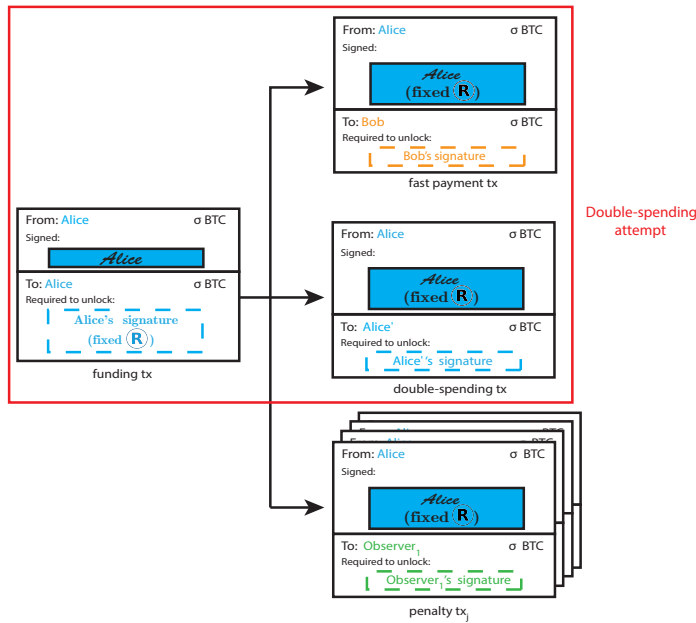 From: Alice σ BTC
Signed:
Alice
(fixed R)
To: Bob σ BTC
Required to unlock:
Bob's signature
fast payment tx
From: Alice σ BTC
Signed:
Alice
To: Alice σ BTC
Required to unlock:
Alice's signature
(fixed R)
funding tx
From: Alice σ BTC
Signed:
Alice
(fixed R)
To: Alice' σ BTC
Required to unlock:
Alice' 's signature
double-spending tx
Double-spending
attempt
From: Alice σ BTC
Signed:
Alice
(fixed R)
To: Observer₁ σ BTC
Required to unlock:
Observer₁'s signature
penalty txⱼ